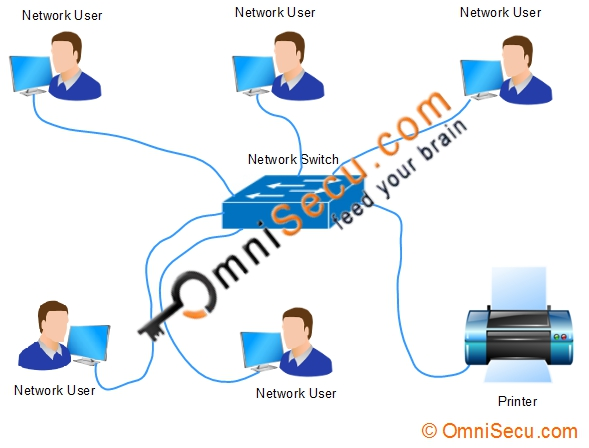 Network User
Network User
Network User
Network Switch
OmniSecu.com
feed your brain
Network User
Network User
Printer
© OmniSecu.com